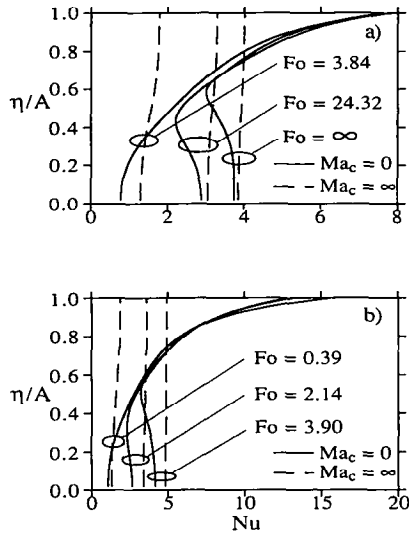 1.0
0.8
η/A
0.6
0.4
0.2
0.0
a)
Fo = 3.84
Fo = 24.32
Fo = ∞
Ma_c = 0
Ma_c = ∞
0 2 4 6 8
1.0
0.8
η/A
0.6
0.4
0.2
0.0
b)
Fo = 0.39
Fo = 2.14
Fo = 3.90
Ma_c = 0
Ma_c = ∞
0 5 10 15 20
Nu